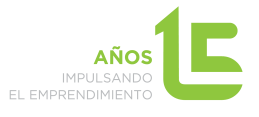 15
AÑOS
IMPULSANDO
EL EMPRENDIMIENTO